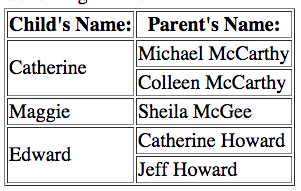 Child's Name: Parent's Name:
Catherine Michael McCarthy
Colleen McCarthy
Maggie Sheila McGee
Edward Catherine Howard
Jeff Howard